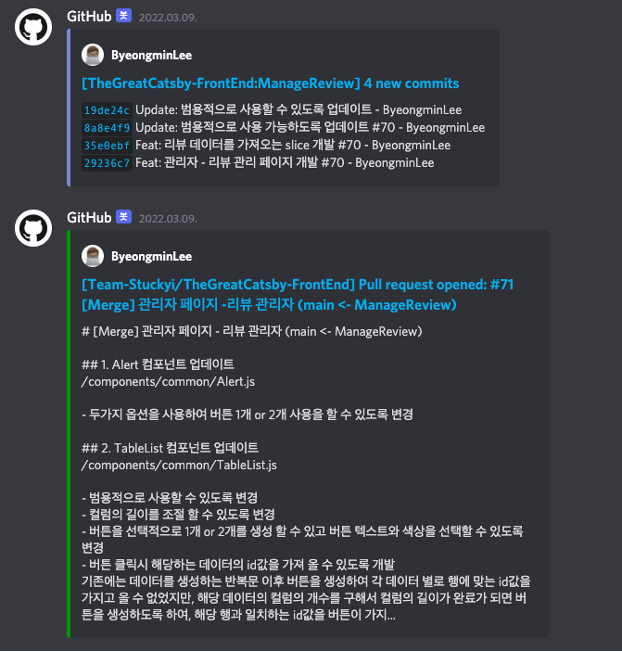 GitHub 봇 2022.03.09.
ByeongminLee
[TheGreatCatsby-FrontEnd:ManageReview] 4 new commits
19de24c Update: 범용적으로 사용할 수 있도록 업데이트 - ByeongminLee
8a8e4f9 Update: 범용적으로 사용 가능하도록 업데이트 #70 - ByeongminLee
35e0ebf Feat: 리뷰 데이터를 가져오는 slice 개발 #70 - ByeongminLee
29236c7 Feat: 관리자 - 리뷰 관리 페이지 개발 #70 - ByeongminLee
GitHub 봇 2022.03.09.
ByeongminLee
[Team-Stuckyi/TheGreatCatsby-FrontEnd] Pull request opened: #71
[Merge] 관리자 페이지 -리뷰 관리자 (main <- ManageReview)
# [Merge] 관리자 페이지 - 리뷰 관리자 (main <- ManageReview)
## 1. Alert 컴포넌트 업데이트
/components/common/Alert.js
- 두가지 옵션을 사용하여 버튼 1개 or 2개 사용을 할 수 있도록 변경
## 2. TableList 컴포넌트 업데이트
/components/common/TableList.js
- 범용적으로 사용할 수 있도록 변경
- 컬럼의 길이를 조절 할 수 있도록 변경
- 버튼을 선택적으로 1개 or 2개를 생성 할 수 있고 버튼 텍스트와 색상을 선택할 수 있도록
변경
- 버튼 클릭시 해당하는 데이터의 id값을 가져 올 수 있도록 개발
기존에는 데이터를 생성하는 반복문 이후 버튼을 생성하여 각 데이터 별로 행에 맞는 id값을
가지고 올 수 없었지만, 해당 데이터의 컬럼의 개수를 구해서 컬럼의 길이가 완료가 되면 버
튼을 생성하도록 하여, 해당 행과 일치하는 id값을 버튼이 가지...